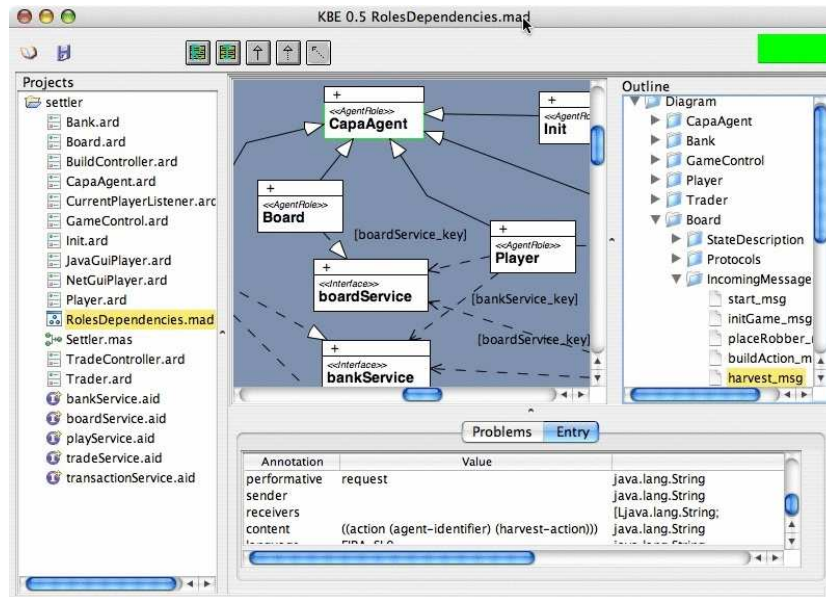 KBE 0.5 RolesDependencies.mad
Projects
settler
Bank.ard
Board.ard
BuildController.ard
CapaAgent.ard
CurrentPlayerListener.arc
GameControl.ard
Init.ard
JavaGuiPlayer.ard
NetGuiPlayer.ard
Player.ard
RolesDependencies.mad
Settler.mas
TradeController.ard
Trader.ard
bankService.aid
boardService.aid
playService.aid
tradeService.aid
transactionService.aid
+
<<AgentRole>>
CapaAgent
+
<<AgentRo
Init
+
<<AgentRole>>
Board
[boardService_key]
+
<<AgentRole>>
Player
+
<<Interface>>
boardService
[bankService_key]
[boardService_key]
+
<<Interface>>
bankService
Outline
Diagram
CapaAgent
Bank
GameControl
Player
Trader
Board
StateDescription
Protocols
IncomingMessage
start_msg
initGame_msg
placeRobber_
buildAction_m
harvest_msg
Problems Entry
Annotation Value
performative request java.lang.String
sender java.lang.String
receivers [Ljava.lang.String;
content ((action (agent-identifier) (harvest-action))) java.lang.String